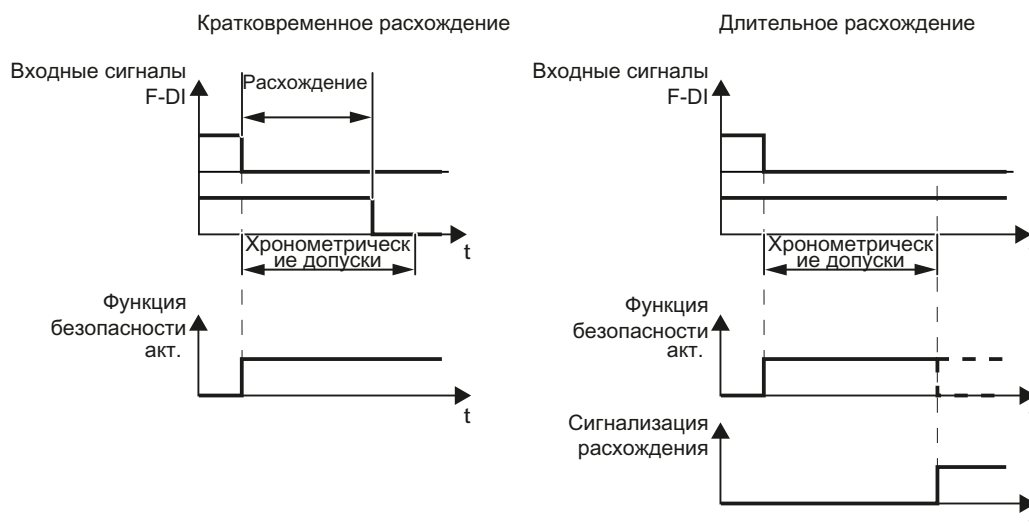 Кратковременное расхождение
Длительное расхождение
Входные сигналы
F-DI
Расхождение
Хронометрическ
ие допуски
t
Функция
безопасности
акт.
t
Входные сигналы
F-DI
Хронометрическ
ие допуски
Функция
безопасности
акт.
Сигнализация
расхождения